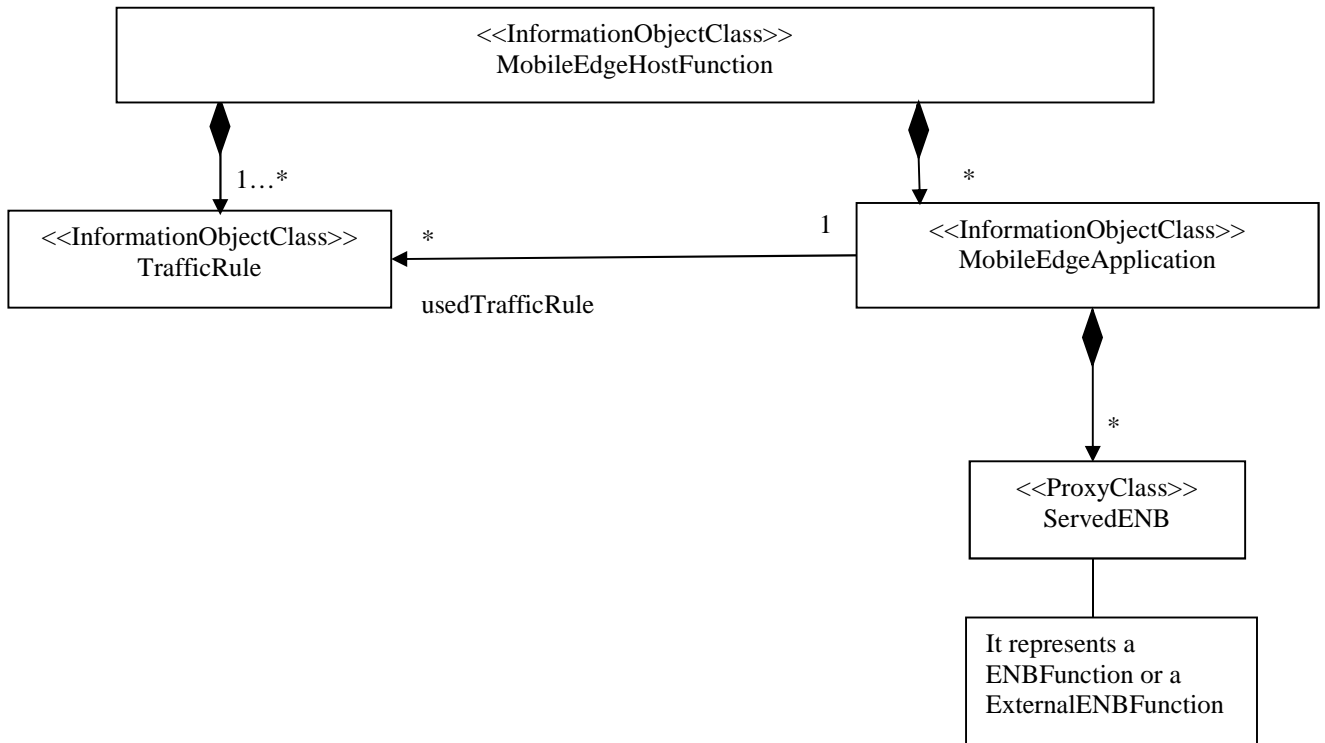 <<InformationObjectClass>>
MobileEdgeHostFunction
1…*
*
<<InformationObjectClass>>
TrafficRule
*
1
<<InformationObjectClass>>
MobileEdgeApplication
usedTrafficRule
*
<<ProxyClass>>
ServedENB
It represents a
ENBFunction or a
ExternalENBFunction